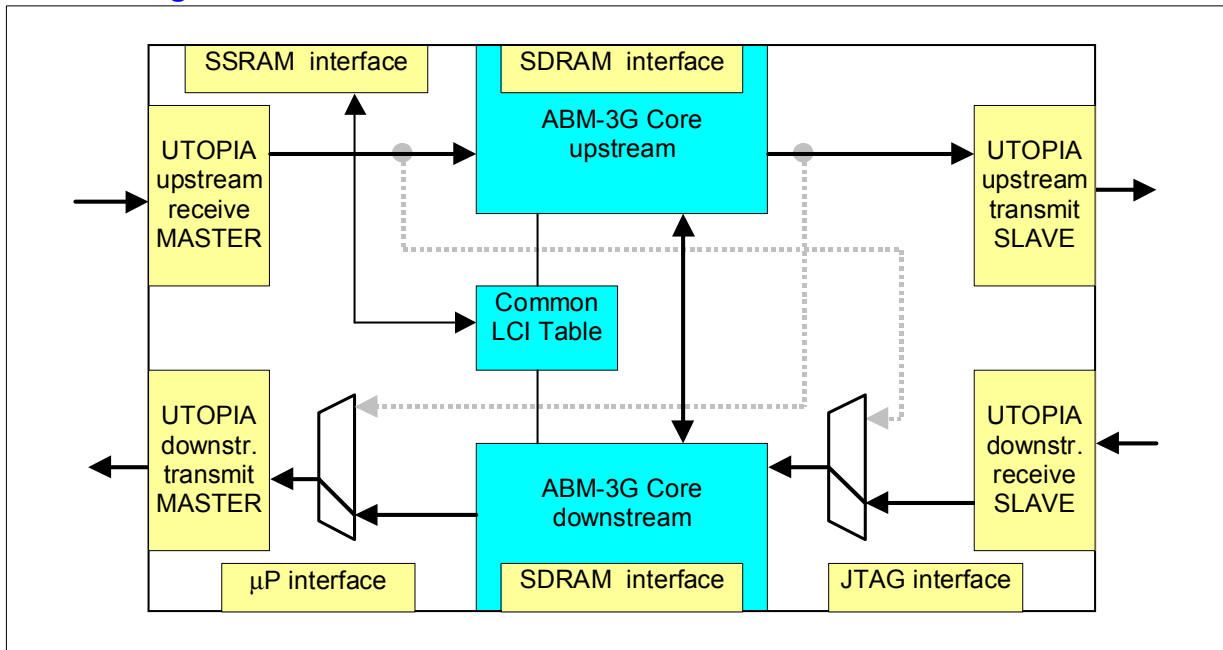 SSRAM interface
SDRAM interface
ABM-3G Core
upstream
UTOPIA
upstream
receive
MASTER
UTOPIA
upstream
transmit
SLAVE
Common
LCI Table
UTOPIA
downstr.
transmit
MASTER
ABM-3G Core
downstream
UTOPIA
downstr.
receive
SLAVE
µP interface
SDRAM interface
JTAG interface